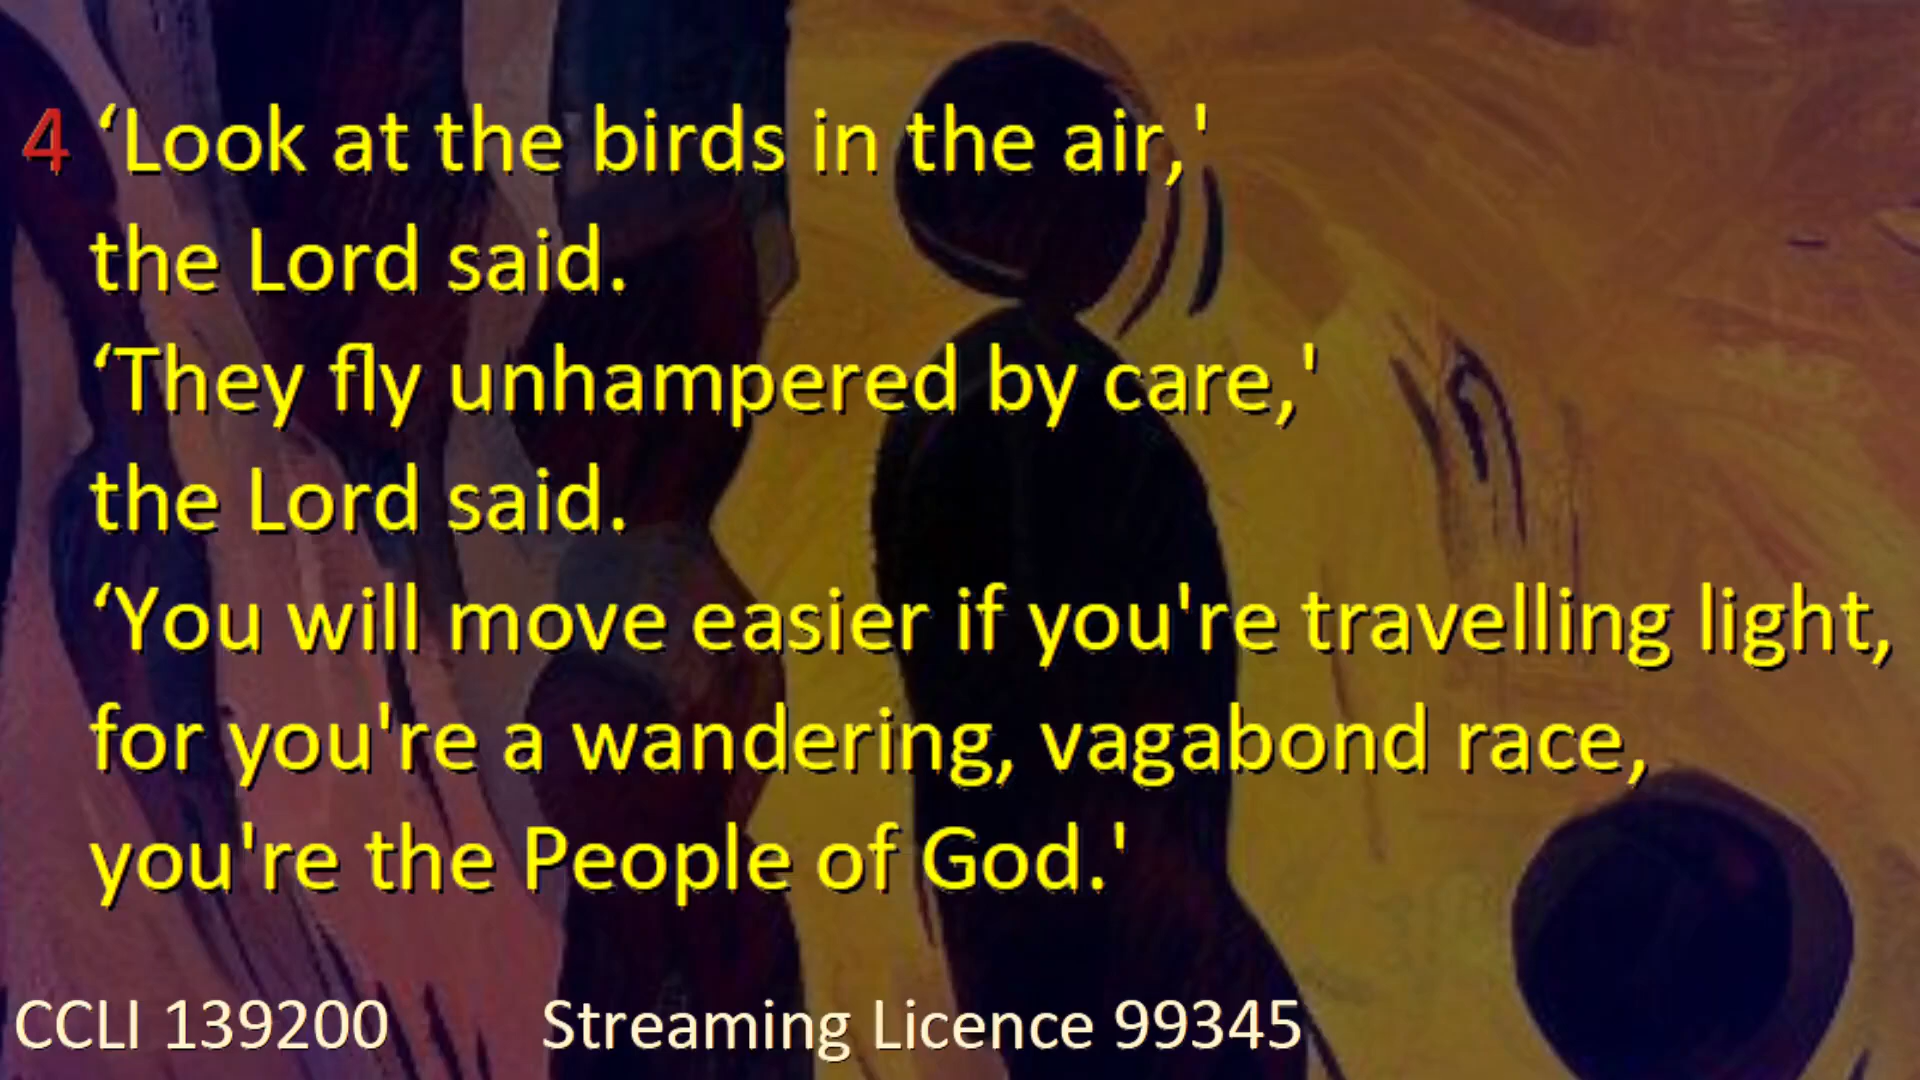 4 ‘Look at the birds in the air,'
the Lord said.
‘They fly unhampered by care,'
the Lord said.
‘You will move easier if you're travelling light,
for you're a wandering, vagabond race,
you're the People of God.'
CCLI 139200 Streaming Licence 99345